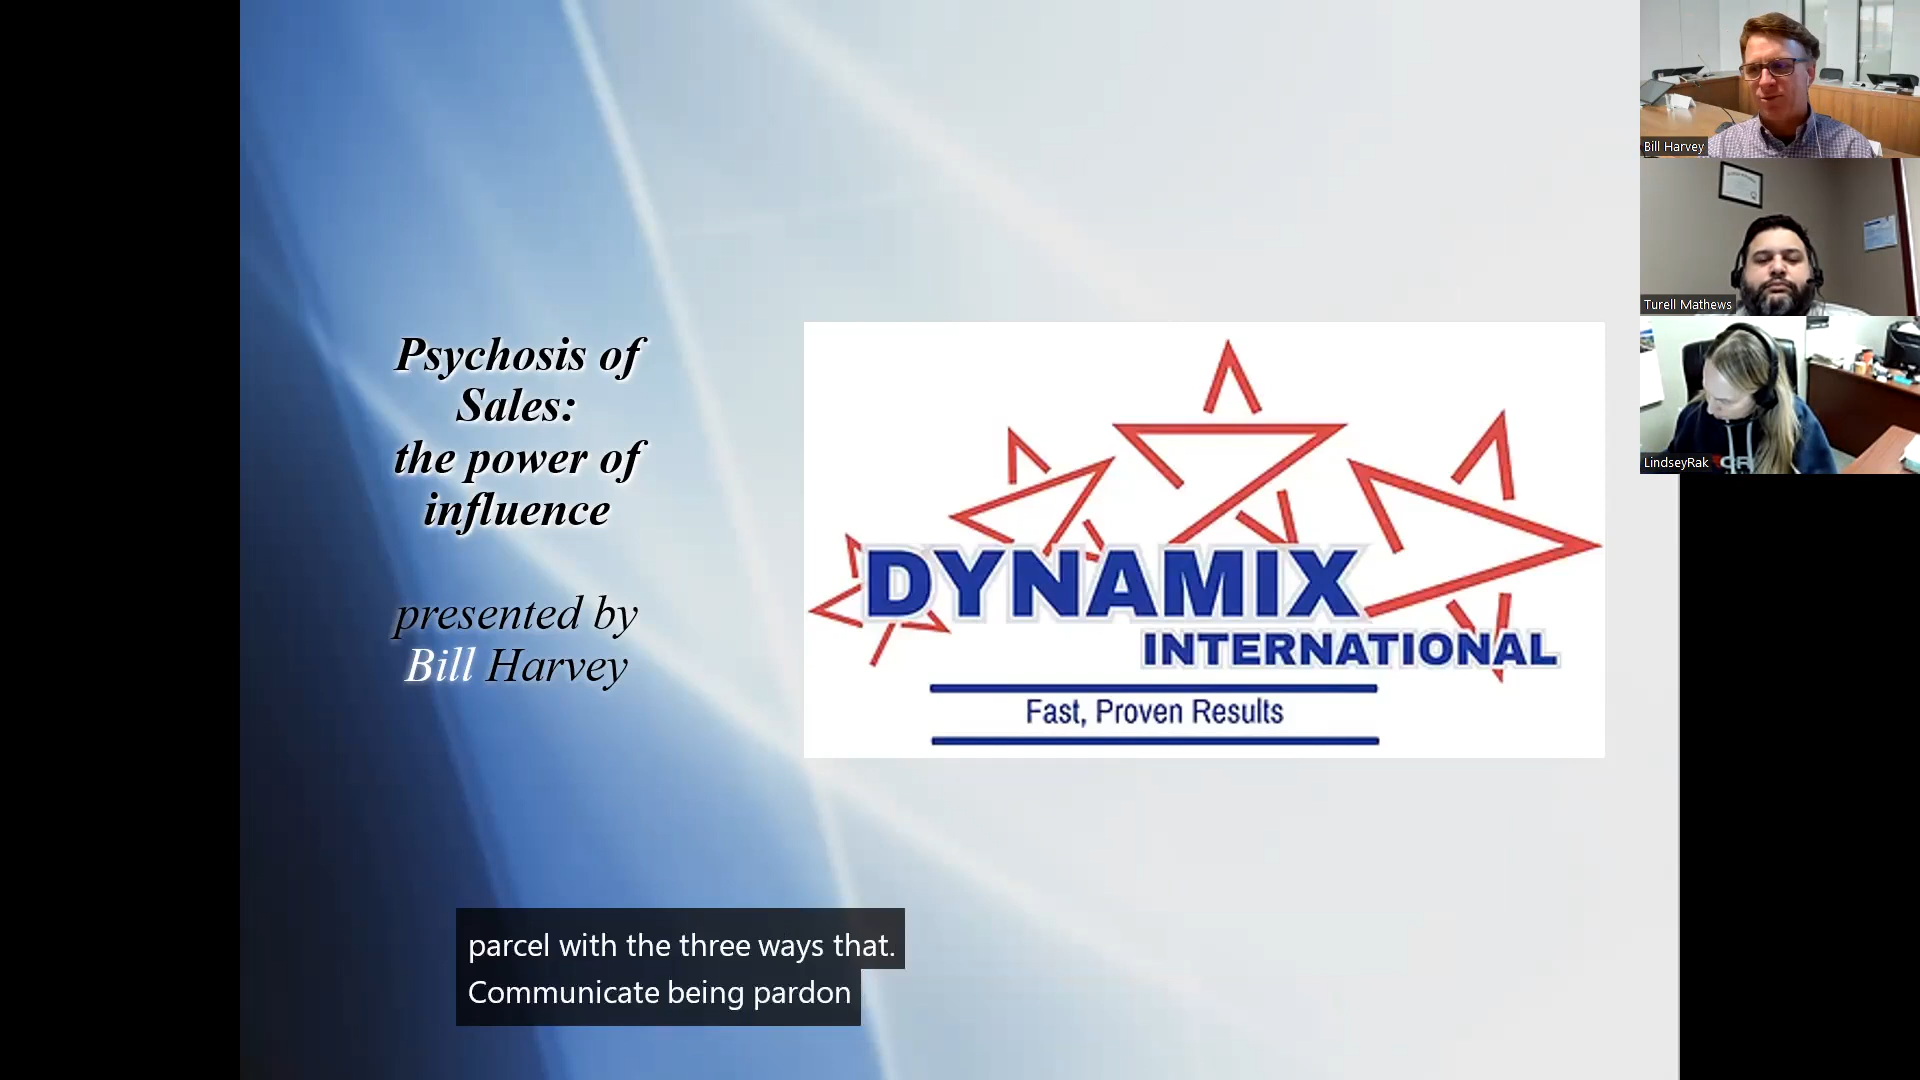 Psychosis of
Sales:
the power of
influence
presented by
Bill Harvey
DYNAMIX
INTERNATIONAL
Fast, Proven Results
parcel with the three ways that.
Communicate being pardon
Bill Harvey
Turell Mathews
LindseyRak